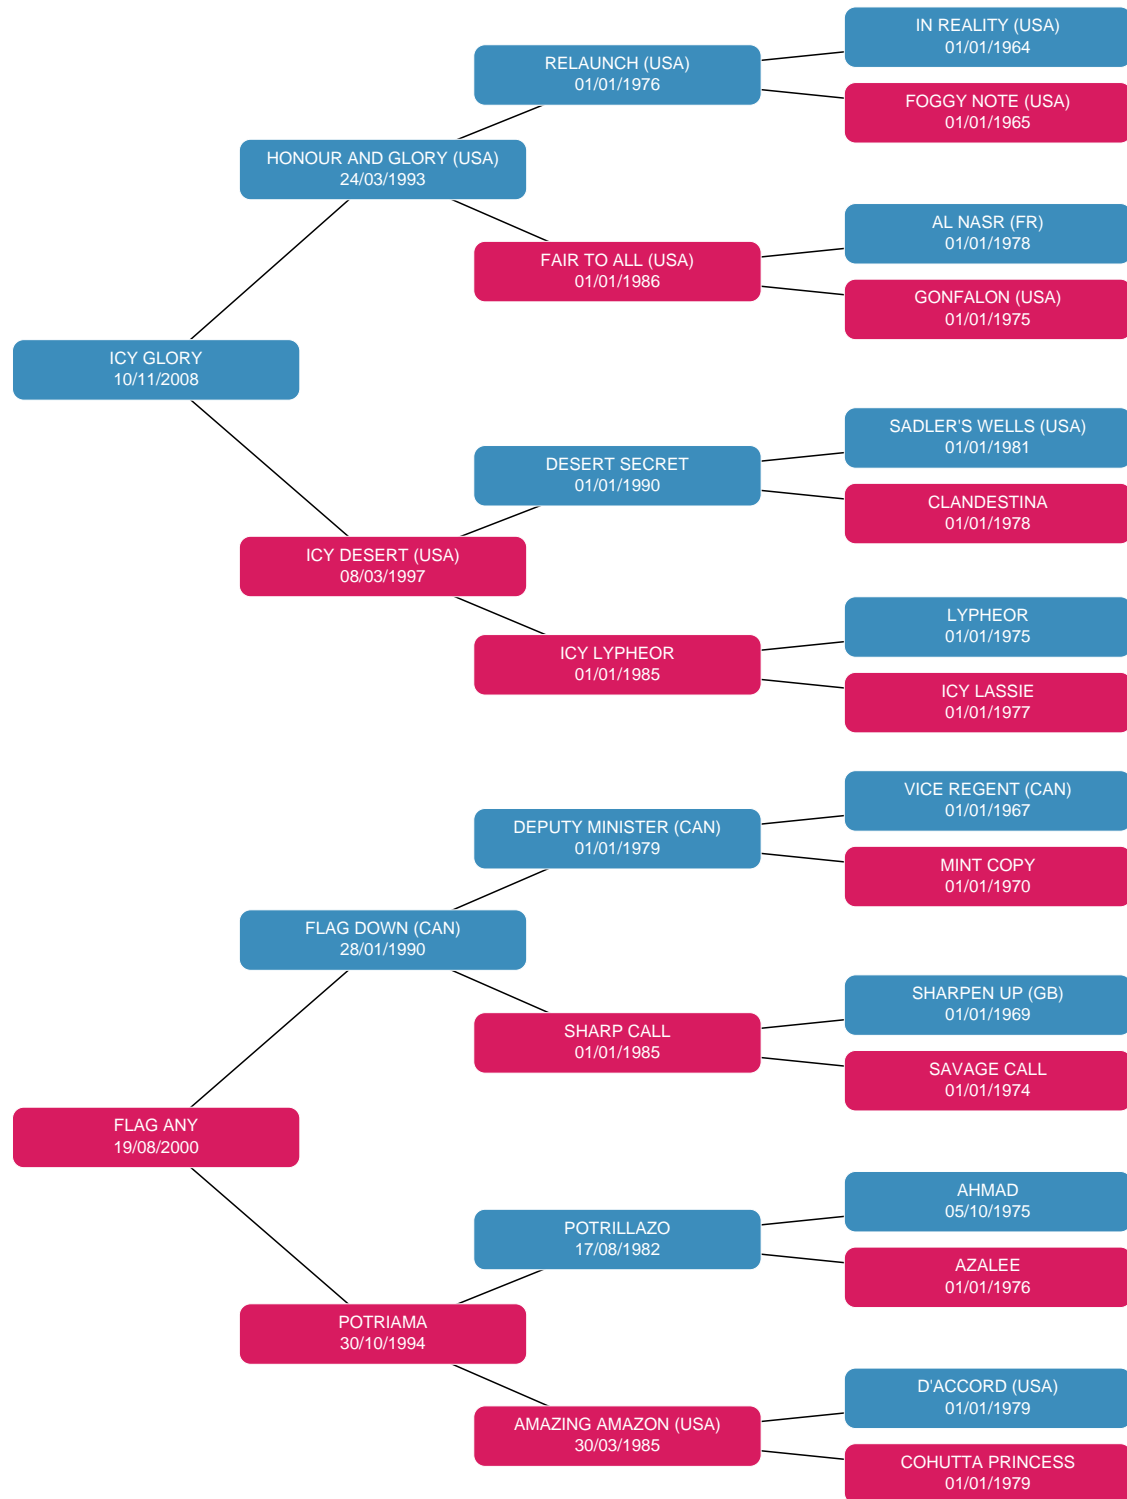 IN REALITY (USA)
01/01/1964
RELAUNCH (USA)
01/01/1976
FOGGY NOTE (USA)
01/01/1965
HONOUR AND GLORY (USA)
24/03/1993
AL NASR (FR)
01/01/1978
FAIR TO ALL (USA)
01/01/1986
GONFALON (USA)
01/01/1975
ICY GLORY
10/11/2008
SADLER'S WELLS (USA)
01/01/1981
DESERT SECRET
01/01/1990
CLANDESTINA
01/01/1978
ICY DESERT (USA)
08/03/1997
LYPHEOR
01/01/1975
ICY LYPHEOR
01/01/1985
ICY LASSIE
01/01/1977
VICE REGENT (CAN)
01/01/1967
DEPUTY MINISTER (CAN)
01/01/1979
MINT COPY
01/01/1970
FLAG DOWN (CAN)
28/01/1990
SHARPEN UP (GB)
01/01/1969
SHARP CALL
01/01/1985
SAVAGE CALL
01/01/1974
FLAG ANY
19/08/2000
AHMAD
05/10/1975
POTRILLAZO
17/08/1982
AZALEE
01/01/1976
POTRIAMA
30/10/1994
D'ACCORD (USA)
01/01/1979
AMAZING AMAZON (USA)
30/03/1985
COHUTTA PRINCESS
01/01/1979